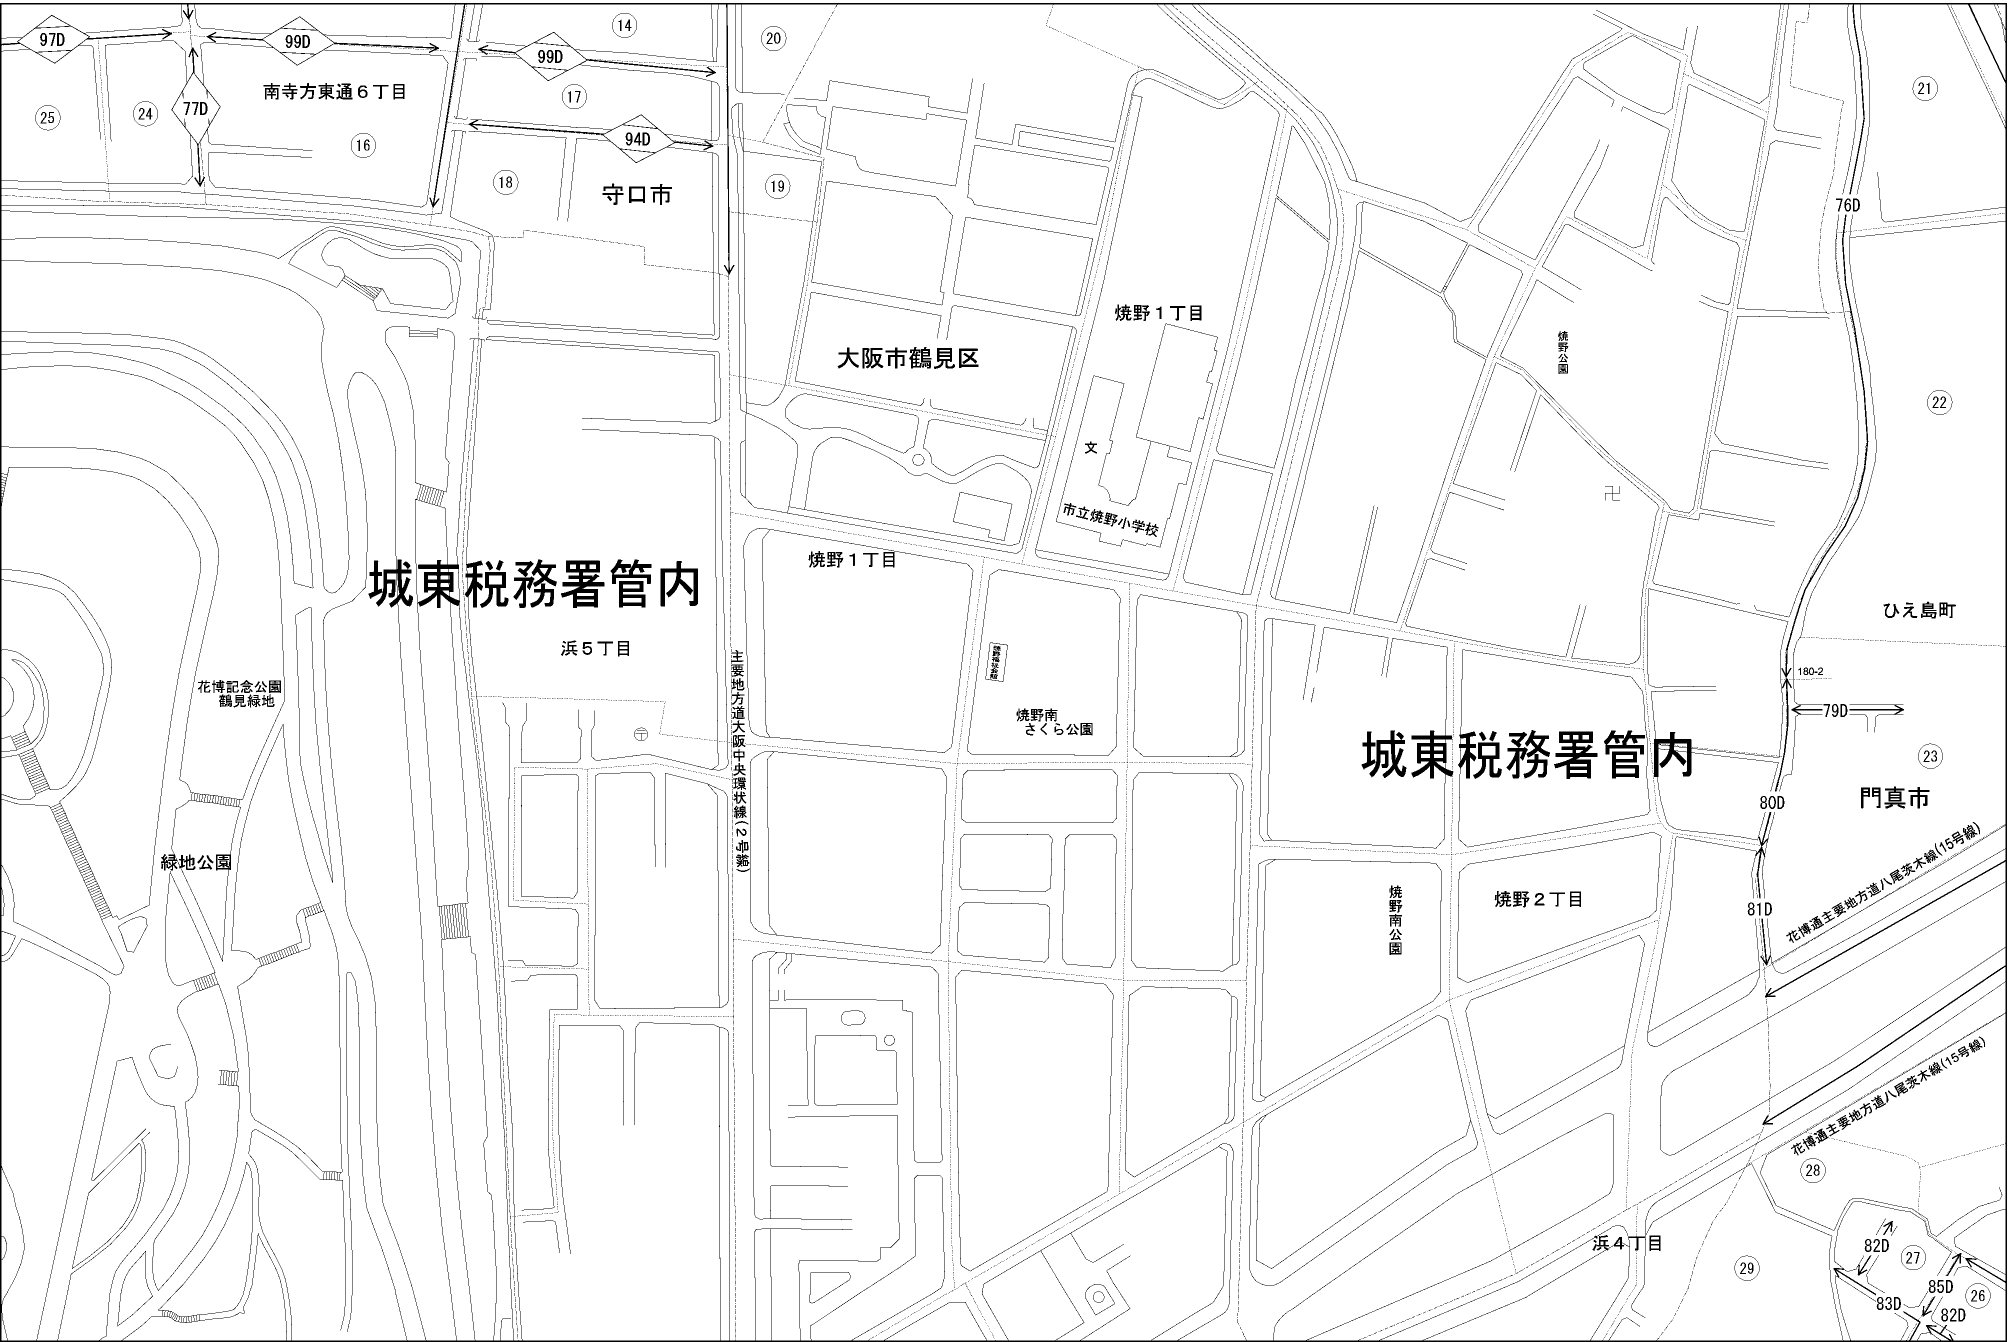 97D
99D
99D
14
20
21
25
24
77D
南寺方東通６丁目
16
17
94D
18
守口市
19
76D
焼野１丁目
大阪市鶴見区
焼野公園
22
文
卍
市立焼野小学校
焼野１丁目
城東税務署管内
浜５丁目
ひえ島町
180-2
79D
花博記念公園
鶴見緑地
主要地方道大阪中央環状線(２号線)
焼野福祉会館
焼野南
さくら公園
〒
城東税務署管内
23
門真市
80D
緑地公園
花博通主要地方道八尾茨木線(15号線)
焼野南公園
焼野２丁目
81D
花博通主要地方道八尾茨木線(15号線)
28
浜４丁目
29
82D
27
83D
85D
26
82D